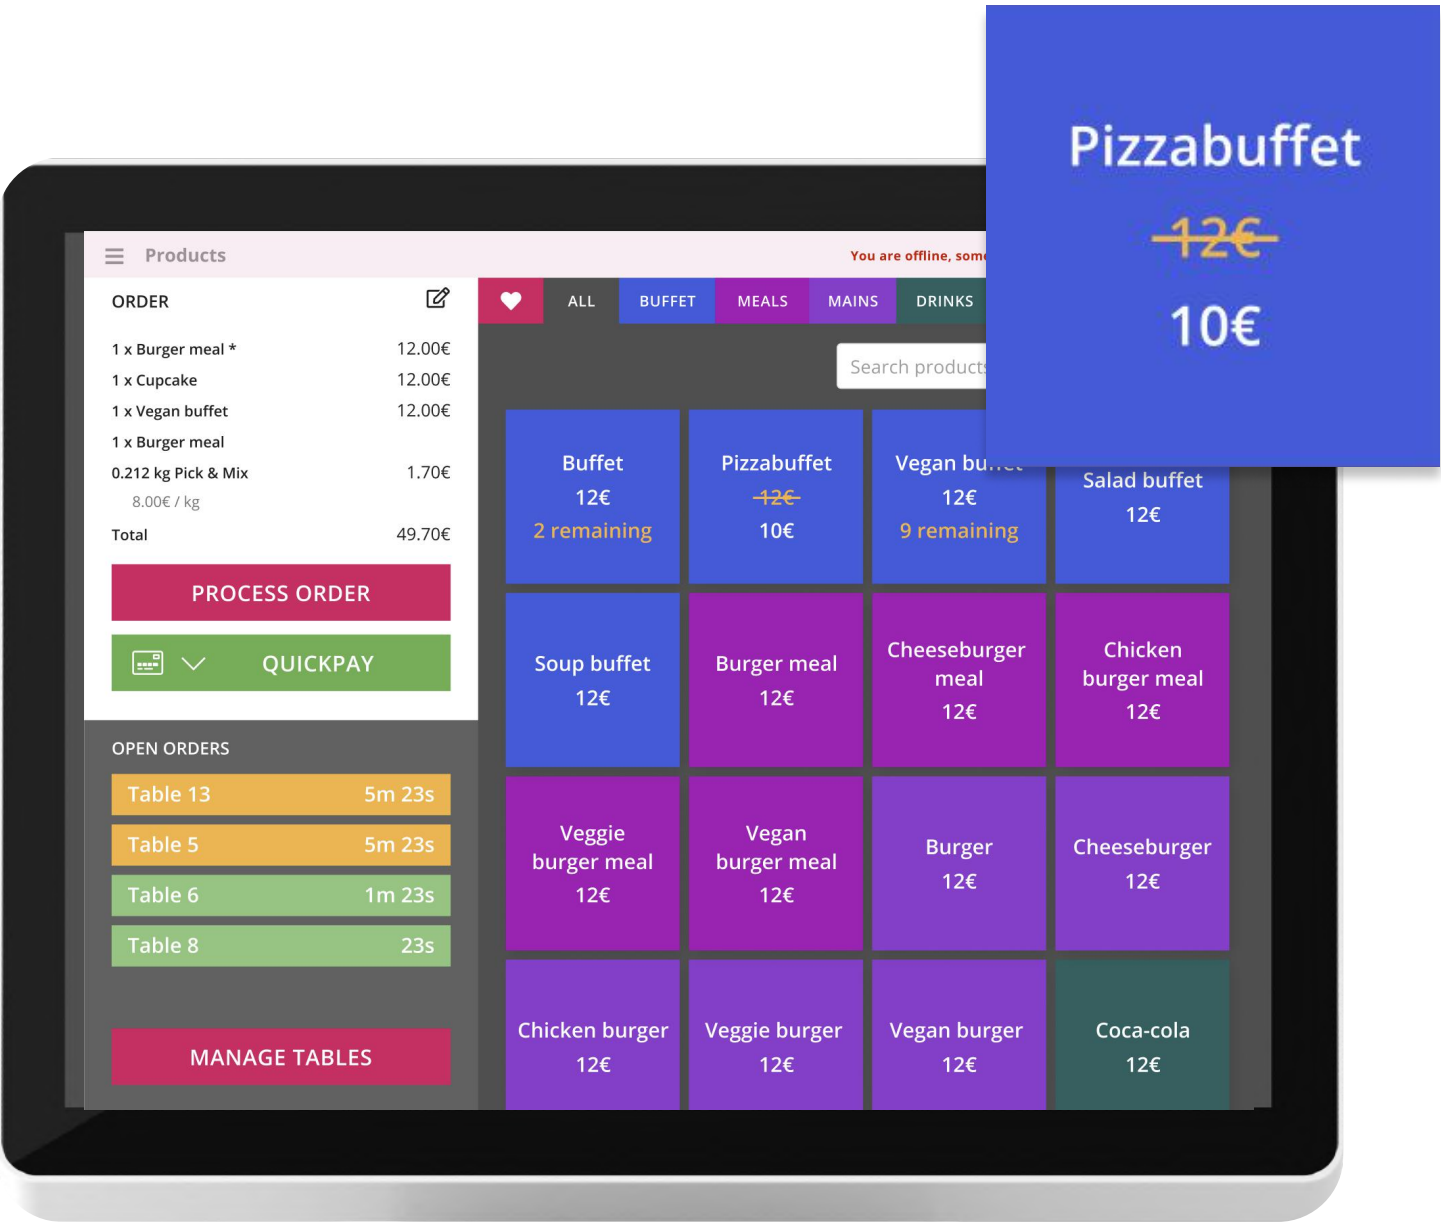 Pizzabuffet
12€
10€
Products
You are offline,
ORDER
1 x Burger meal * 12.00€
1 x Cupcake 12.00€
1 x Vegan buffet 12.00€
1 x Burger meal
0.212 kg Pick & Mix 1.70€
8.00€ / kg
Total 49.70€
PROCESS ORDER
QUICKPAY
OPEN ORDERS
Table 13 5m 23s
Table 5 5m 23s
Table 6 1m 23s
Table 8 23s
MANAGE TABLES
ALL BUFFET MEALS MAINS DRINKS
Search products
Buffet
12€
2 remaining
Pizzabuffet
12€
10€
Vegan buffet
12€
9 remaining
Salad buffet
12€
Soup buffet
12€
Burger meal
12€
Cheeseburger
meal
12€
Chicken
burger meal
12€
Veggie
burger meal
12€
Vegan
burger meal
12€
Burger
12€
Cheeseburger
12€
Chicken burger
12€
Veggie burger
12€
Vegan burger
12€
Coca-cola
12€